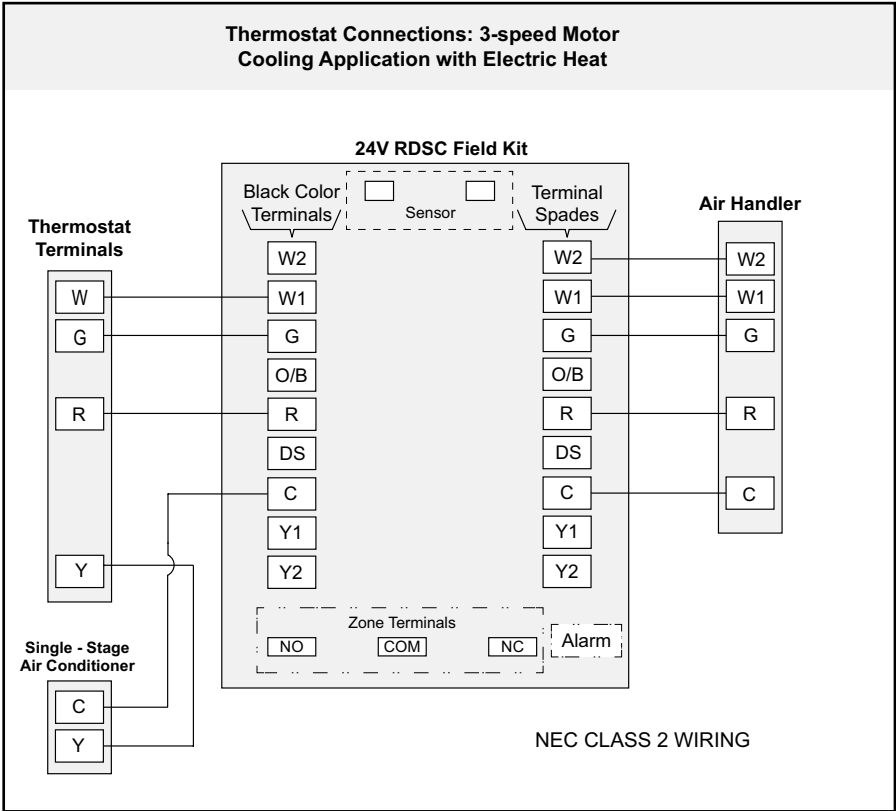 Thermostat Connections: 3-speed Motor
Cooling Application with Electric Heat
24V RDSC Field Kit
Black Color
Terminals
Sensor
Terminal
Spades
Thermostat
Terminals
W
G
R
Y
W2
W1
G
O/B
R
DS
C
Y1
Y2
W2
W1
G
O/B
R
DS
C
Y1
Y2
Air Handler
W2
W1
G
R
C
Zone Terminals
NO
COM
NC
Alarm
Single - Stage
Air Conditioner
C
Y
NEC CLASS 2 WIRING